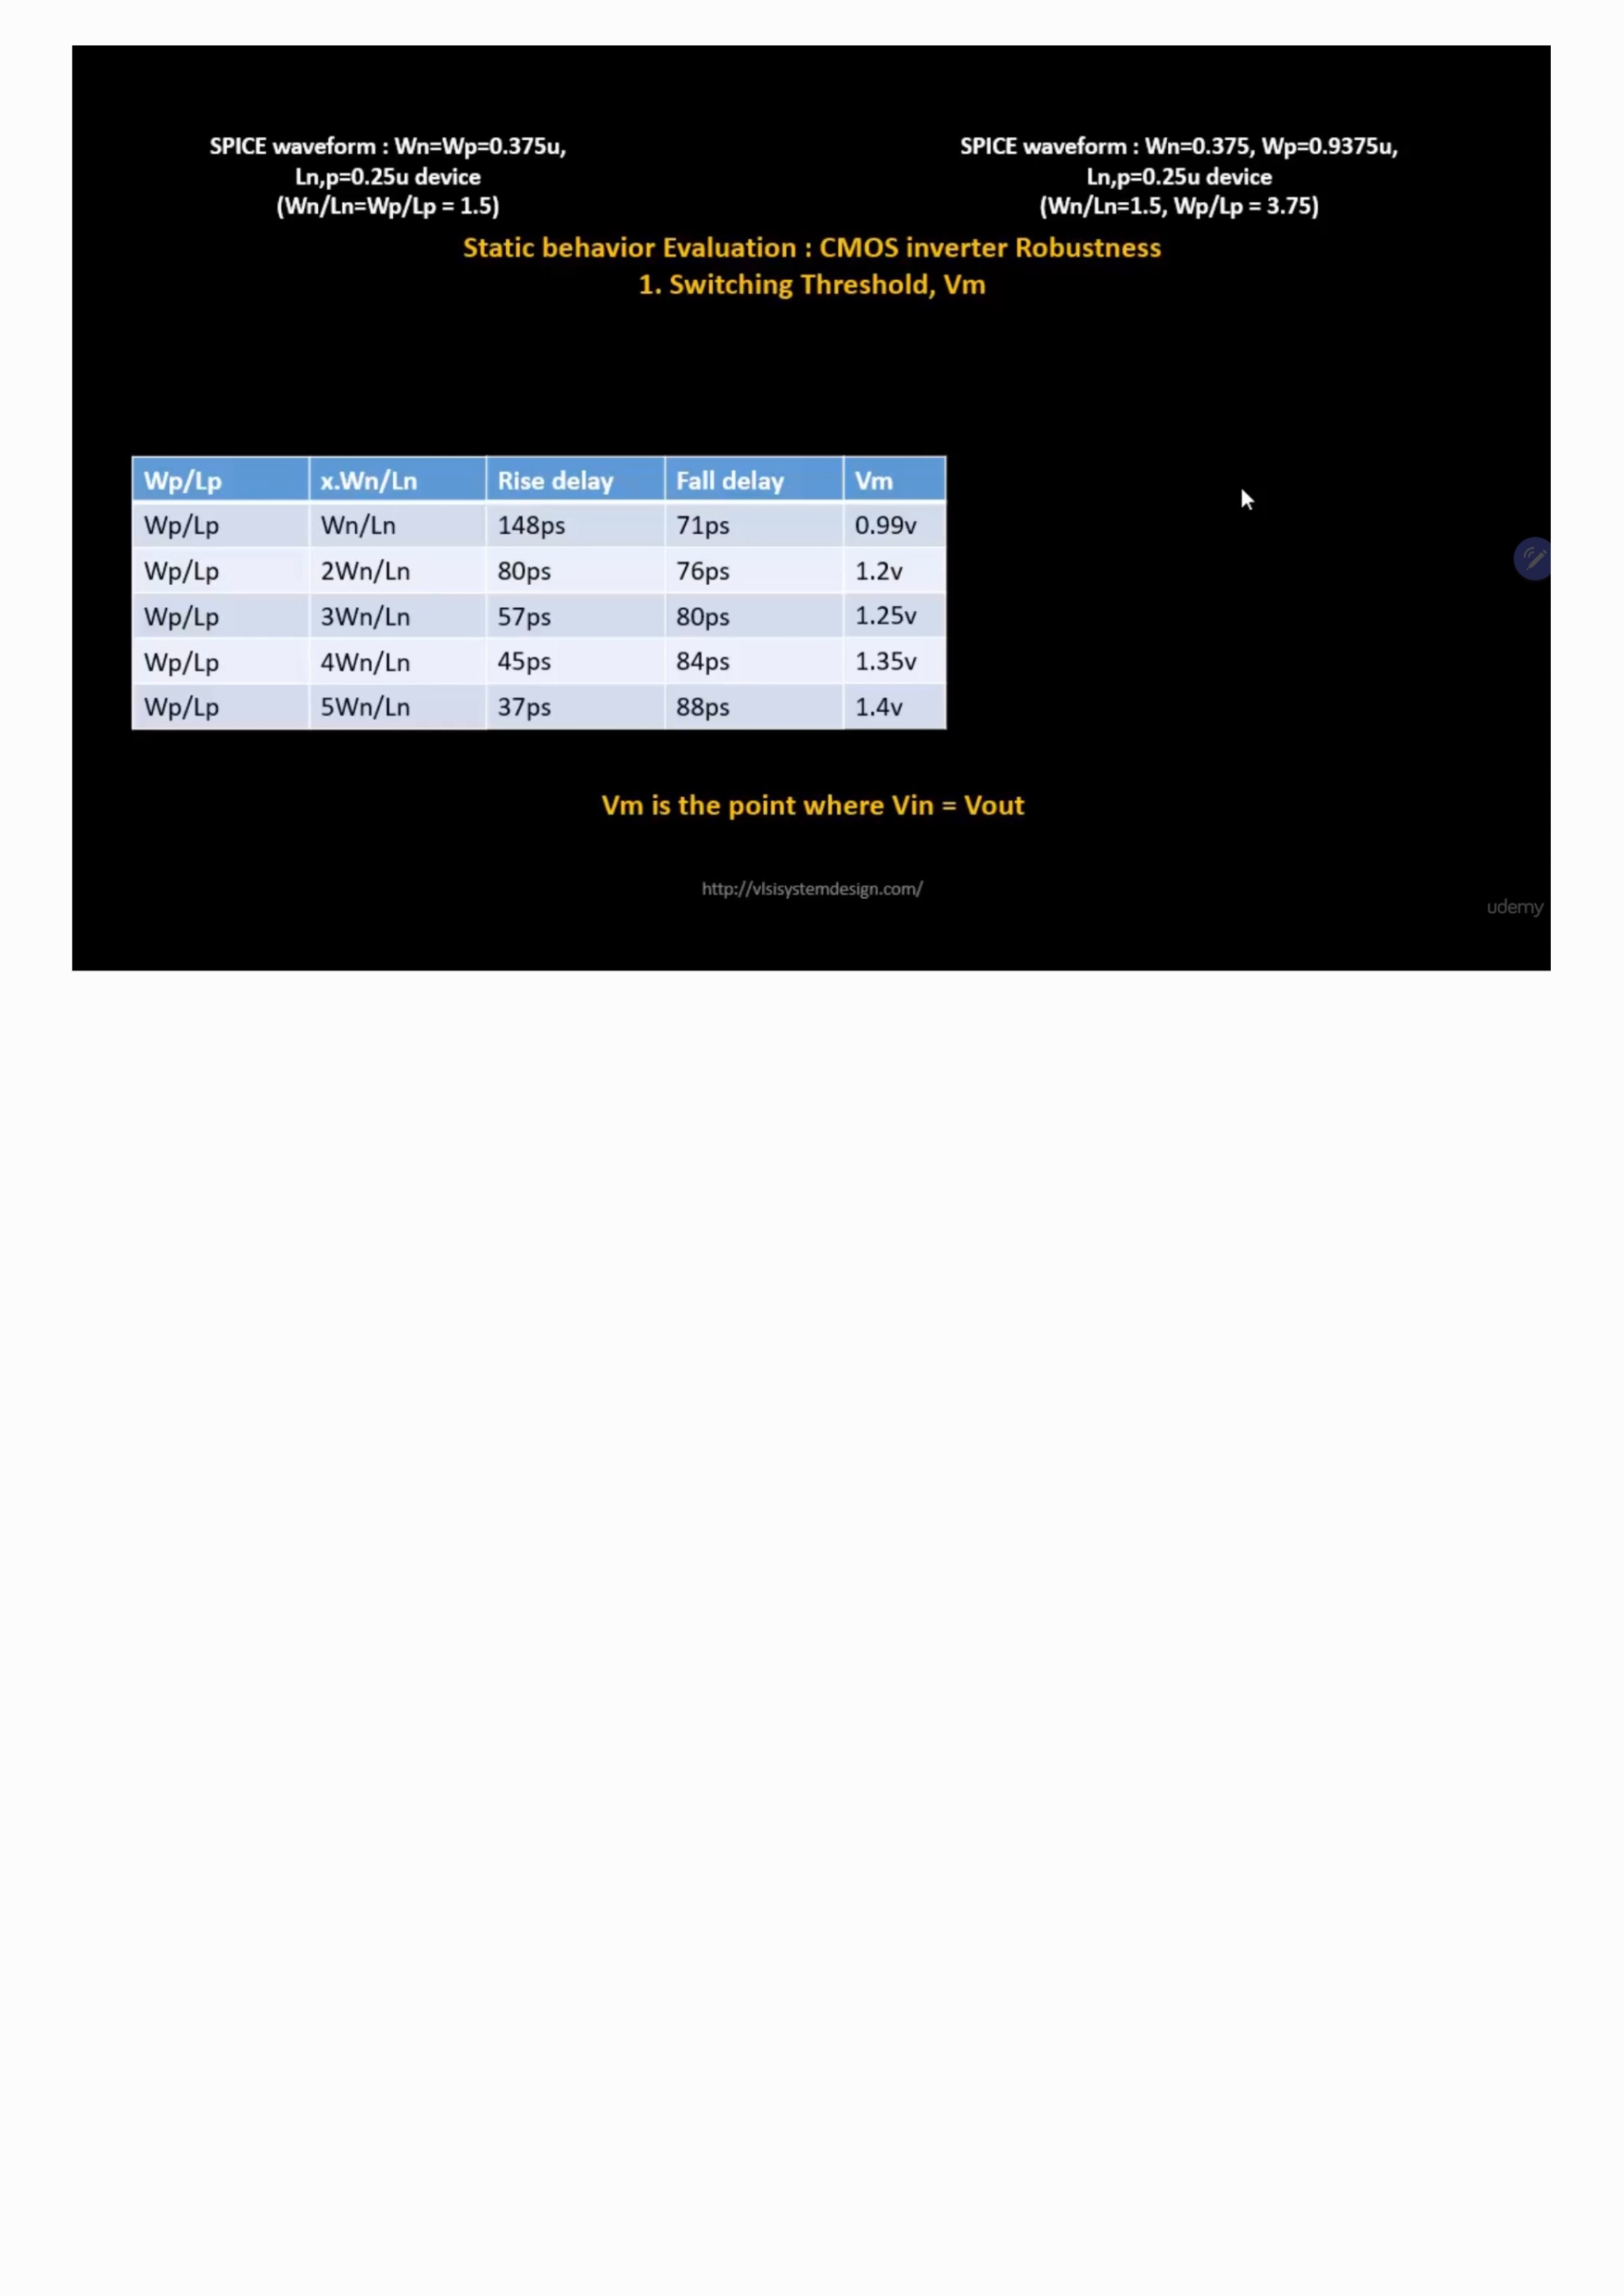 SPICE waveform : Wn=Wp=0.375u,
Ln,p=0.25u device
(Wn/Ln=Wp/Lp = 1.5)
SPICE waveform : Wn=0.375, Wp=0.9375u,
Ln,p=0.25u device
(Wn/Ln=1.5, Wp/Lp = 3.75)
Static behavior Evaluation : CMOS inverter Robustness
1. Switching Threshold, Vm
Wp/Lp x.Wn/Ln Rise delay Fall delay Vm
Wp/Lp Wn/Ln 148ps 71ps 0.99v
Wp/Lp 2Wn/Ln 80ps 76ps 1.2v
Wp/Lp 3Wn/Ln 57ps 80ps 1.25v
Wp/Lp 4Wn/Ln 45ps 84ps 1.35v
Wp/Lp 5Wn/Ln 37ps 88ps 1.4v
Vm is the point where Vin = Vout
http://vlsisystemdesign.com/
udemy